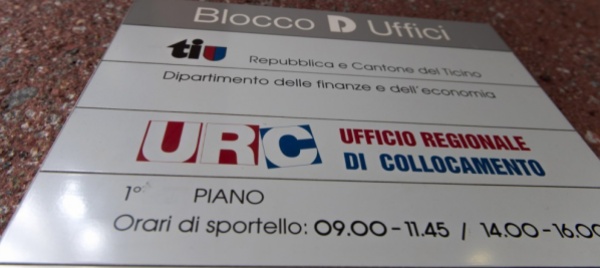 Blocco D Uffici
tiu Repubblica e Cantone del Ticino
Dipartimento delle finanze e dell'economia
URC UFFICIO REGIONALE
DI COLLOCAMENTO
1° PIANO
Orari di sportello: 09.00-11.45 / 14.00-16.00